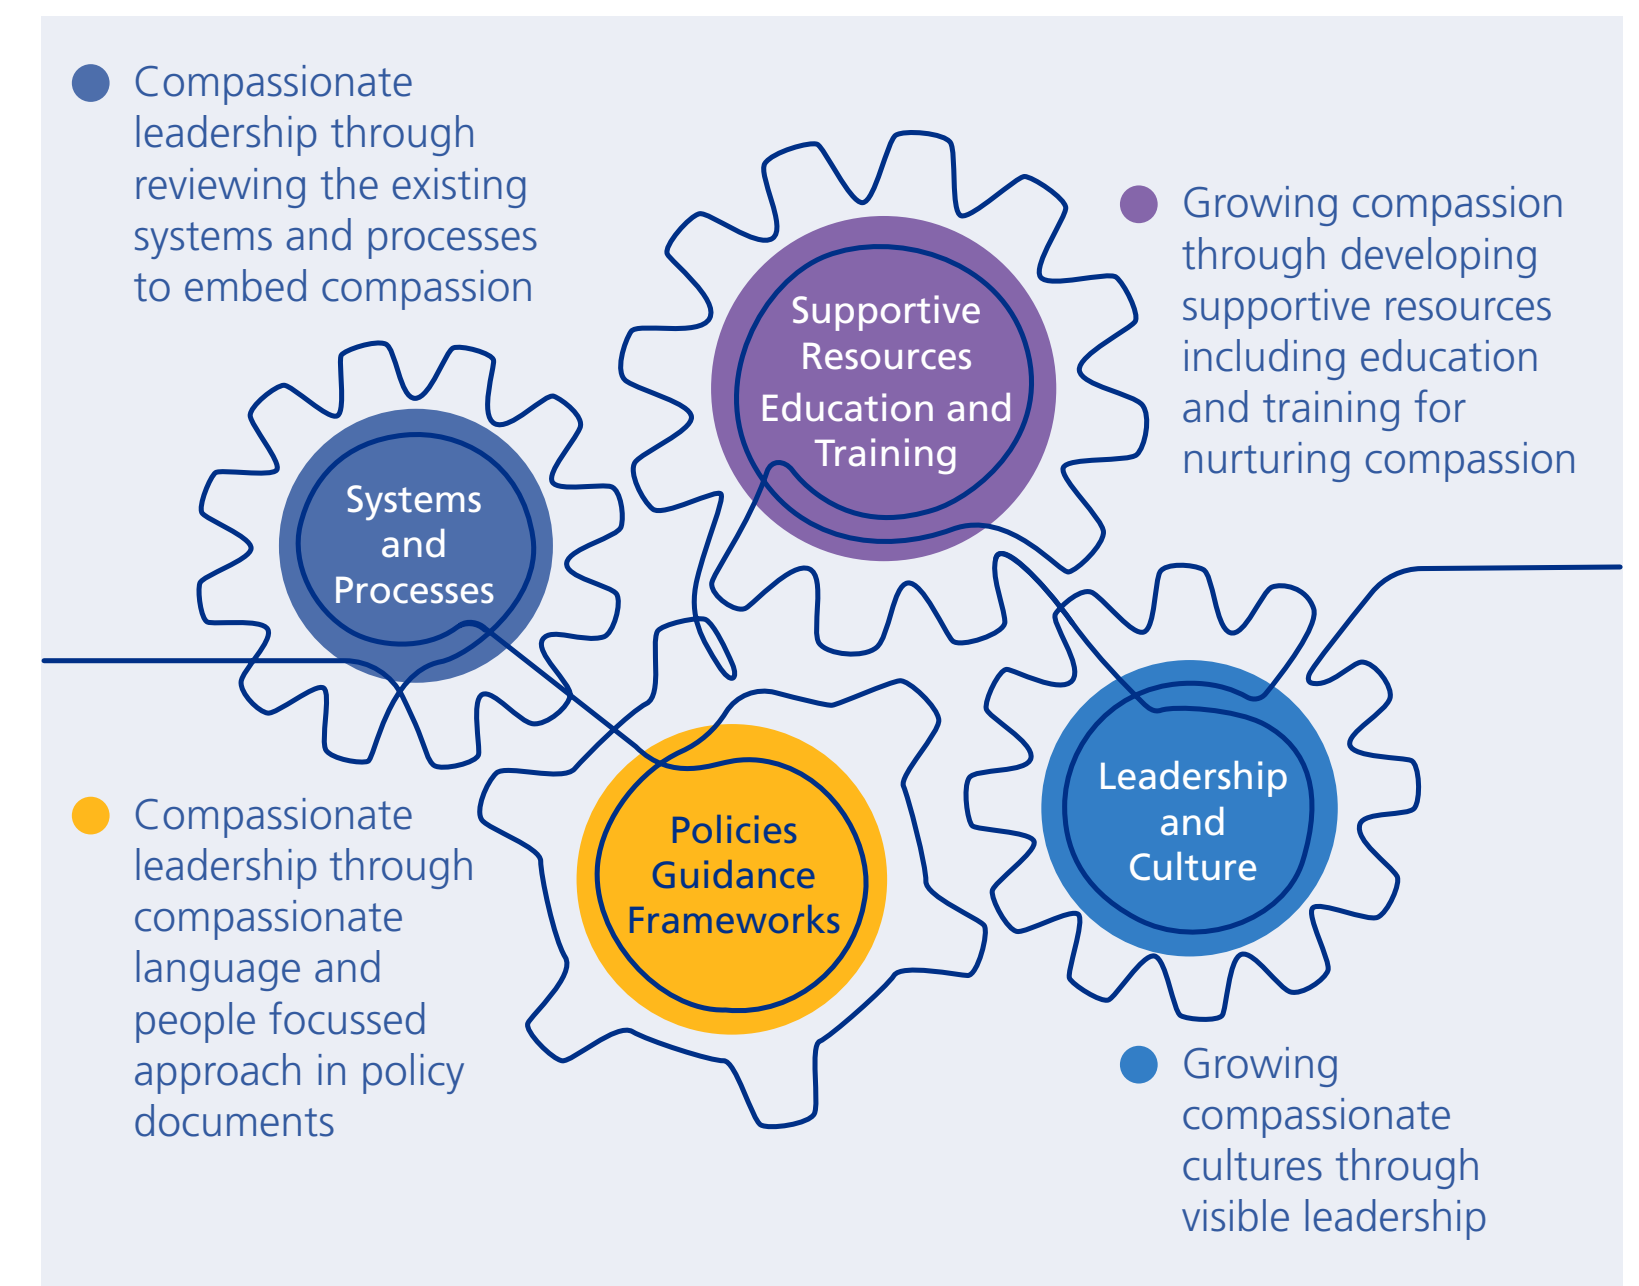 Compassionate
leadership through
reviewing the existing
systems and processes
to embed compassion
Growing compassion
through developing
supportive resources
including education
and training for
nurturing compassion
Supportive
Resources
Education and
Training
Systems
and
Processes
Policies
Guidance
Frameworks
Leadership
and
Culture
Compassionate
leadership through
compassionate
language and
people focussed
approach in policy
documents
Growing
compassionate
cultures through
visible leadership